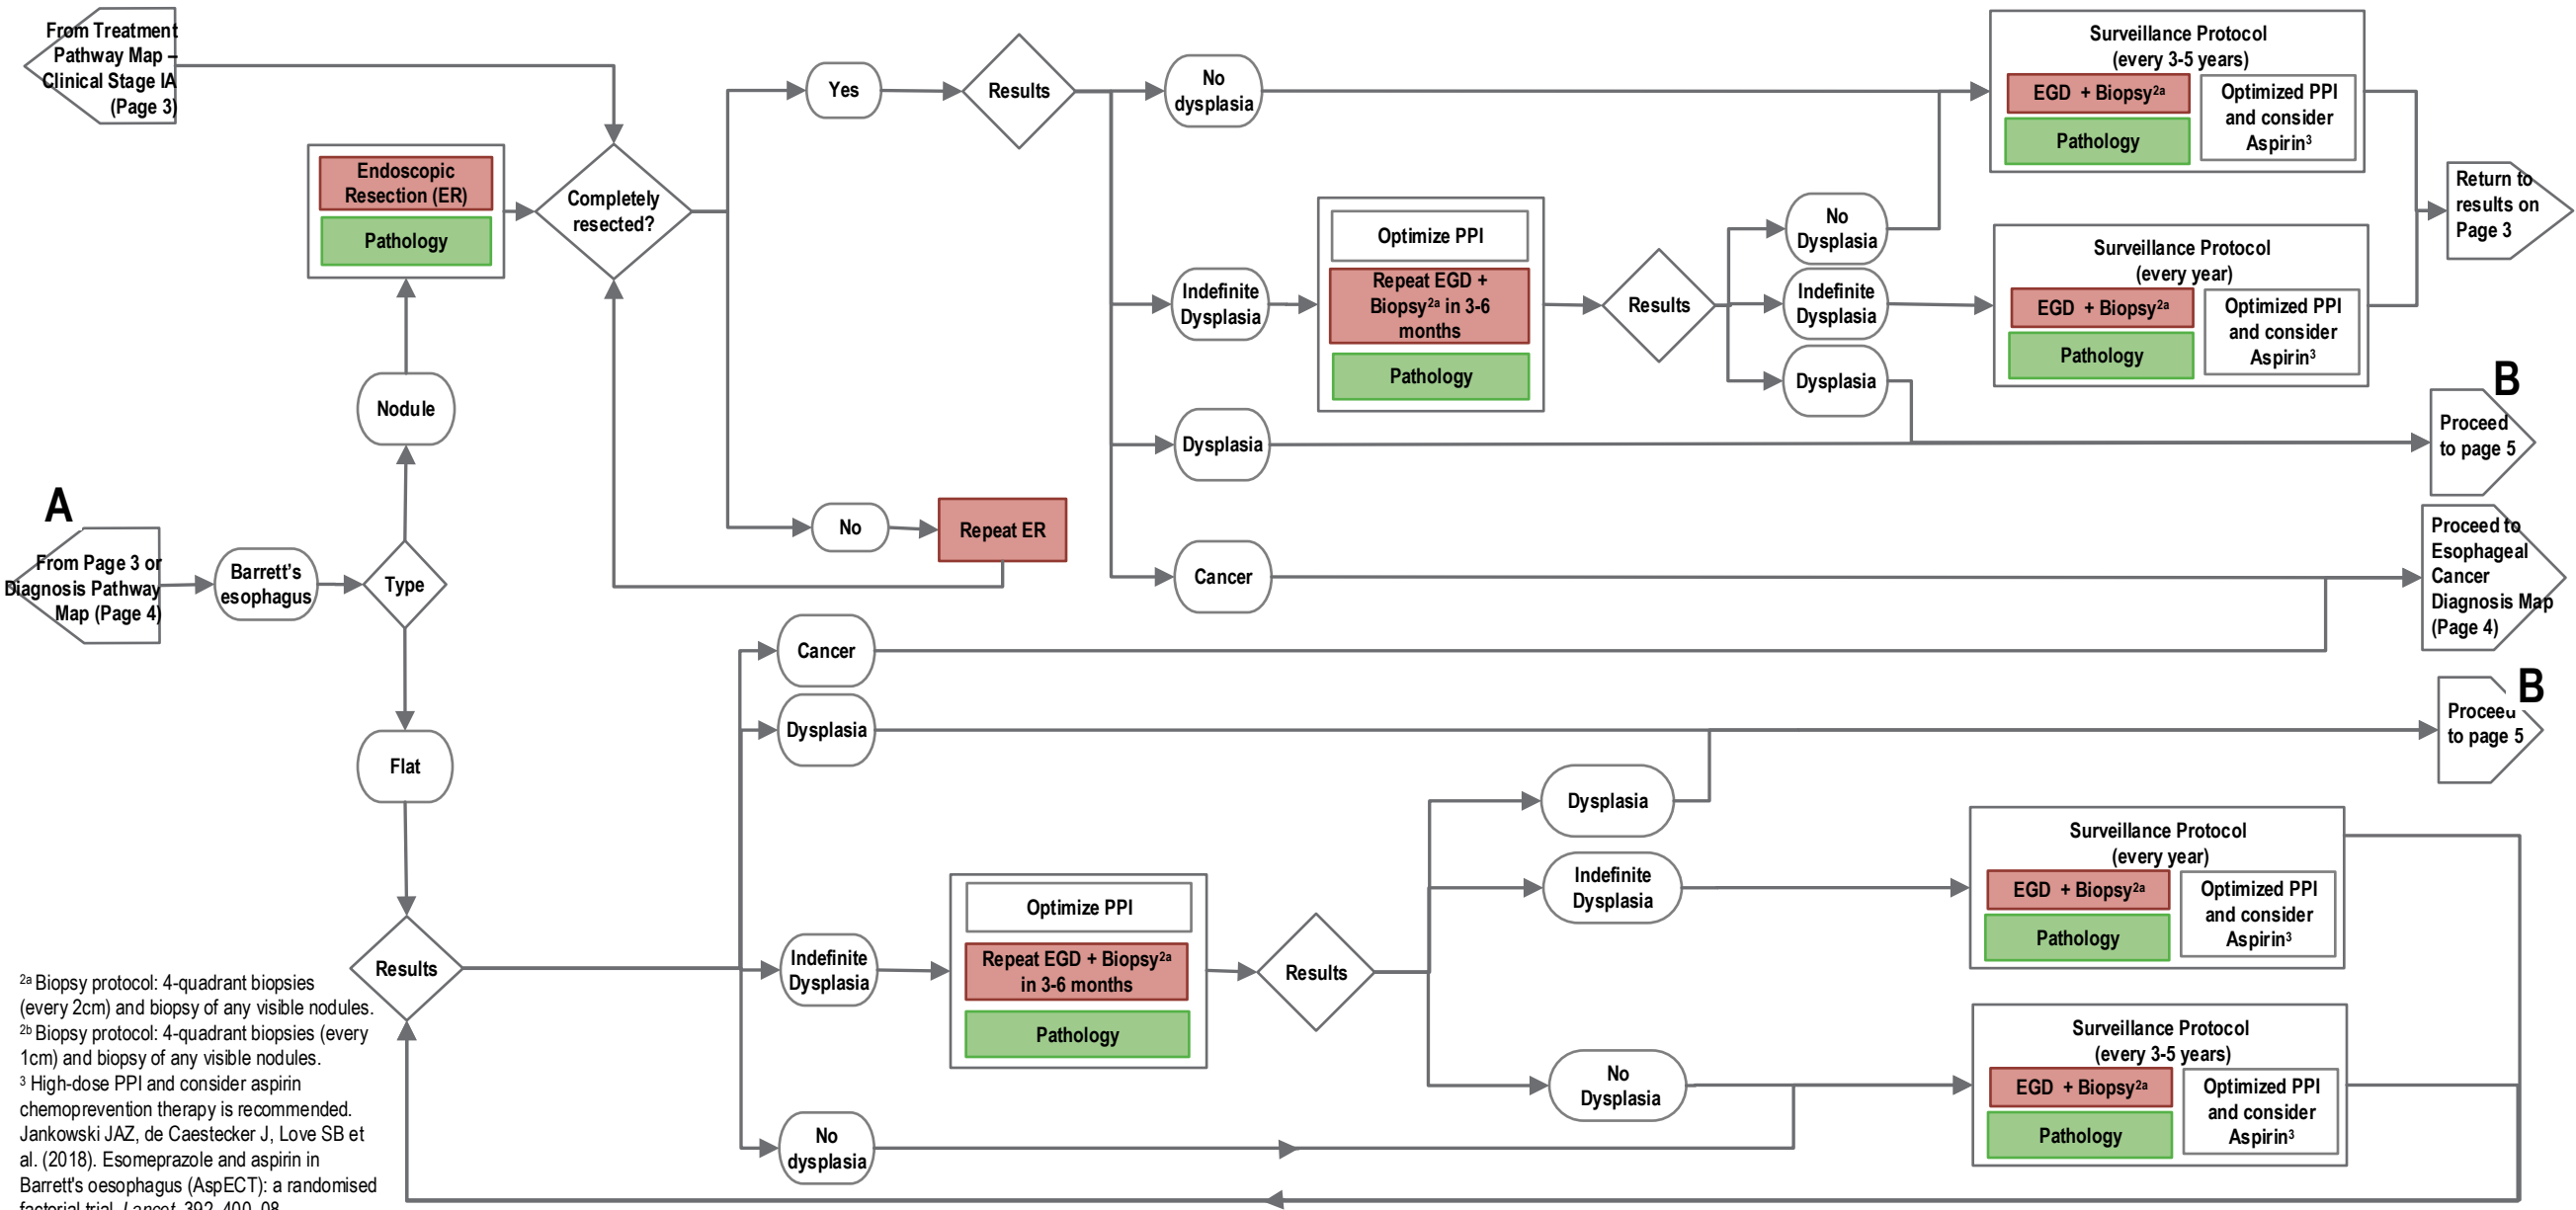 From Treatment
Pathway Map –
Clinical Stage IA
(Page 3)
Endoscopic
Resection (ER)
Pathology
Completely
resected?
Yes
Results
No
dysplasia
Surveillance Protocol
(every 3-5 years)
EGD + Biopsy2a
Pathology
Optimized PPI
and consider
Aspirin3
Return to
results on
Page 3
Indefinite
Dysplasia
Optimize PPI
Repeat EGD +
Biopsy2a in 3-6
months
Pathology
Results
No
Dysplasia
Indefinite
Dysplasia
Dysplasia
Surveillance Protocol
(every year)
EGD + Biopsy2a
Pathology
Optimized PPI
and consider
Aspirin3
B
Proceed
to page 5
Dysplasia
Nodule
No
Repeat ER
Cancer
Proceed to
Esophageal
Cancer
Diagnosis Map
(Page 4)
A
From Page 3 or
Diagnosis Pathway
Map (Page 4)
Barrett's
esophagus
Type
Cancer
Dysplasia
B
Proceed
to page 5
Flat
Results
Indefinite
Dysplasia
Optimize PPI
Repeat EGD + Biopsy2a
in 3-6 months
Pathology
Results
Dysplasia
Indefinite
Dysplasia
Surveillance Protocol
(every year)
EGD + Biopsy2a
Pathology
Optimized PPI
and consider
Aspirin3
No
Dysplasia
Surveillance Protocol
(every 3-5 years)
EGD + Biopsy2a
Pathology
Optimized PPI
and consider
Aspirin3
No
dysplasia
2a Biopsy protocol: 4-quadrant biopsies
(every 2cm) and biopsy of any visible nodules.
2b Biopsy protocol: 4-quadrant biopsies (every
1cm) and biopsy of any visible nodules.
3 High-dose PPI and consider aspirin
chemoprevention therapy is recommended.
Jankowski JAZ, de Caestecker J, Love SB et
al. (2018). Esomeprazole and aspirin in
Barrett's oesophagus (AspECT): a randomised
factorial trial. Lancet, 392, 400-08